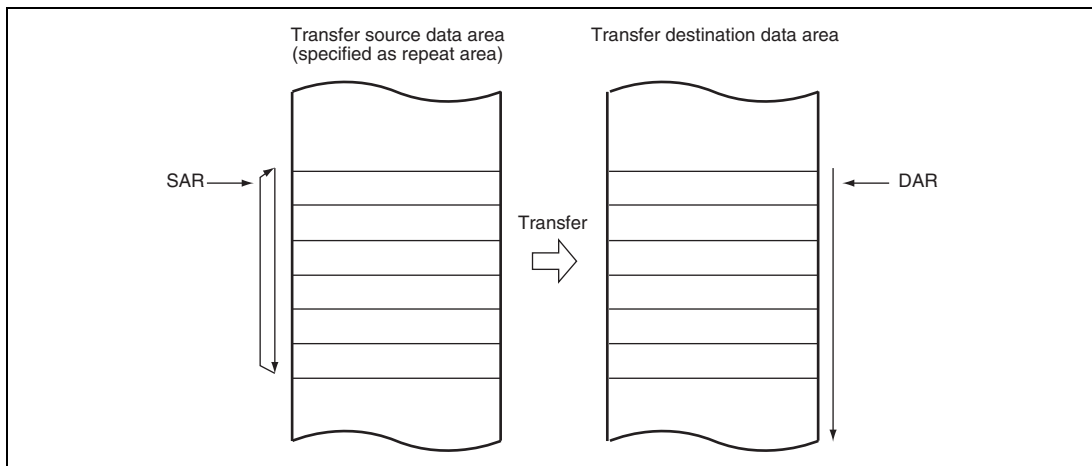 Transfer source data area
(specified as repeat area)
Transfer destination data area
SAR
DAR
Transfer